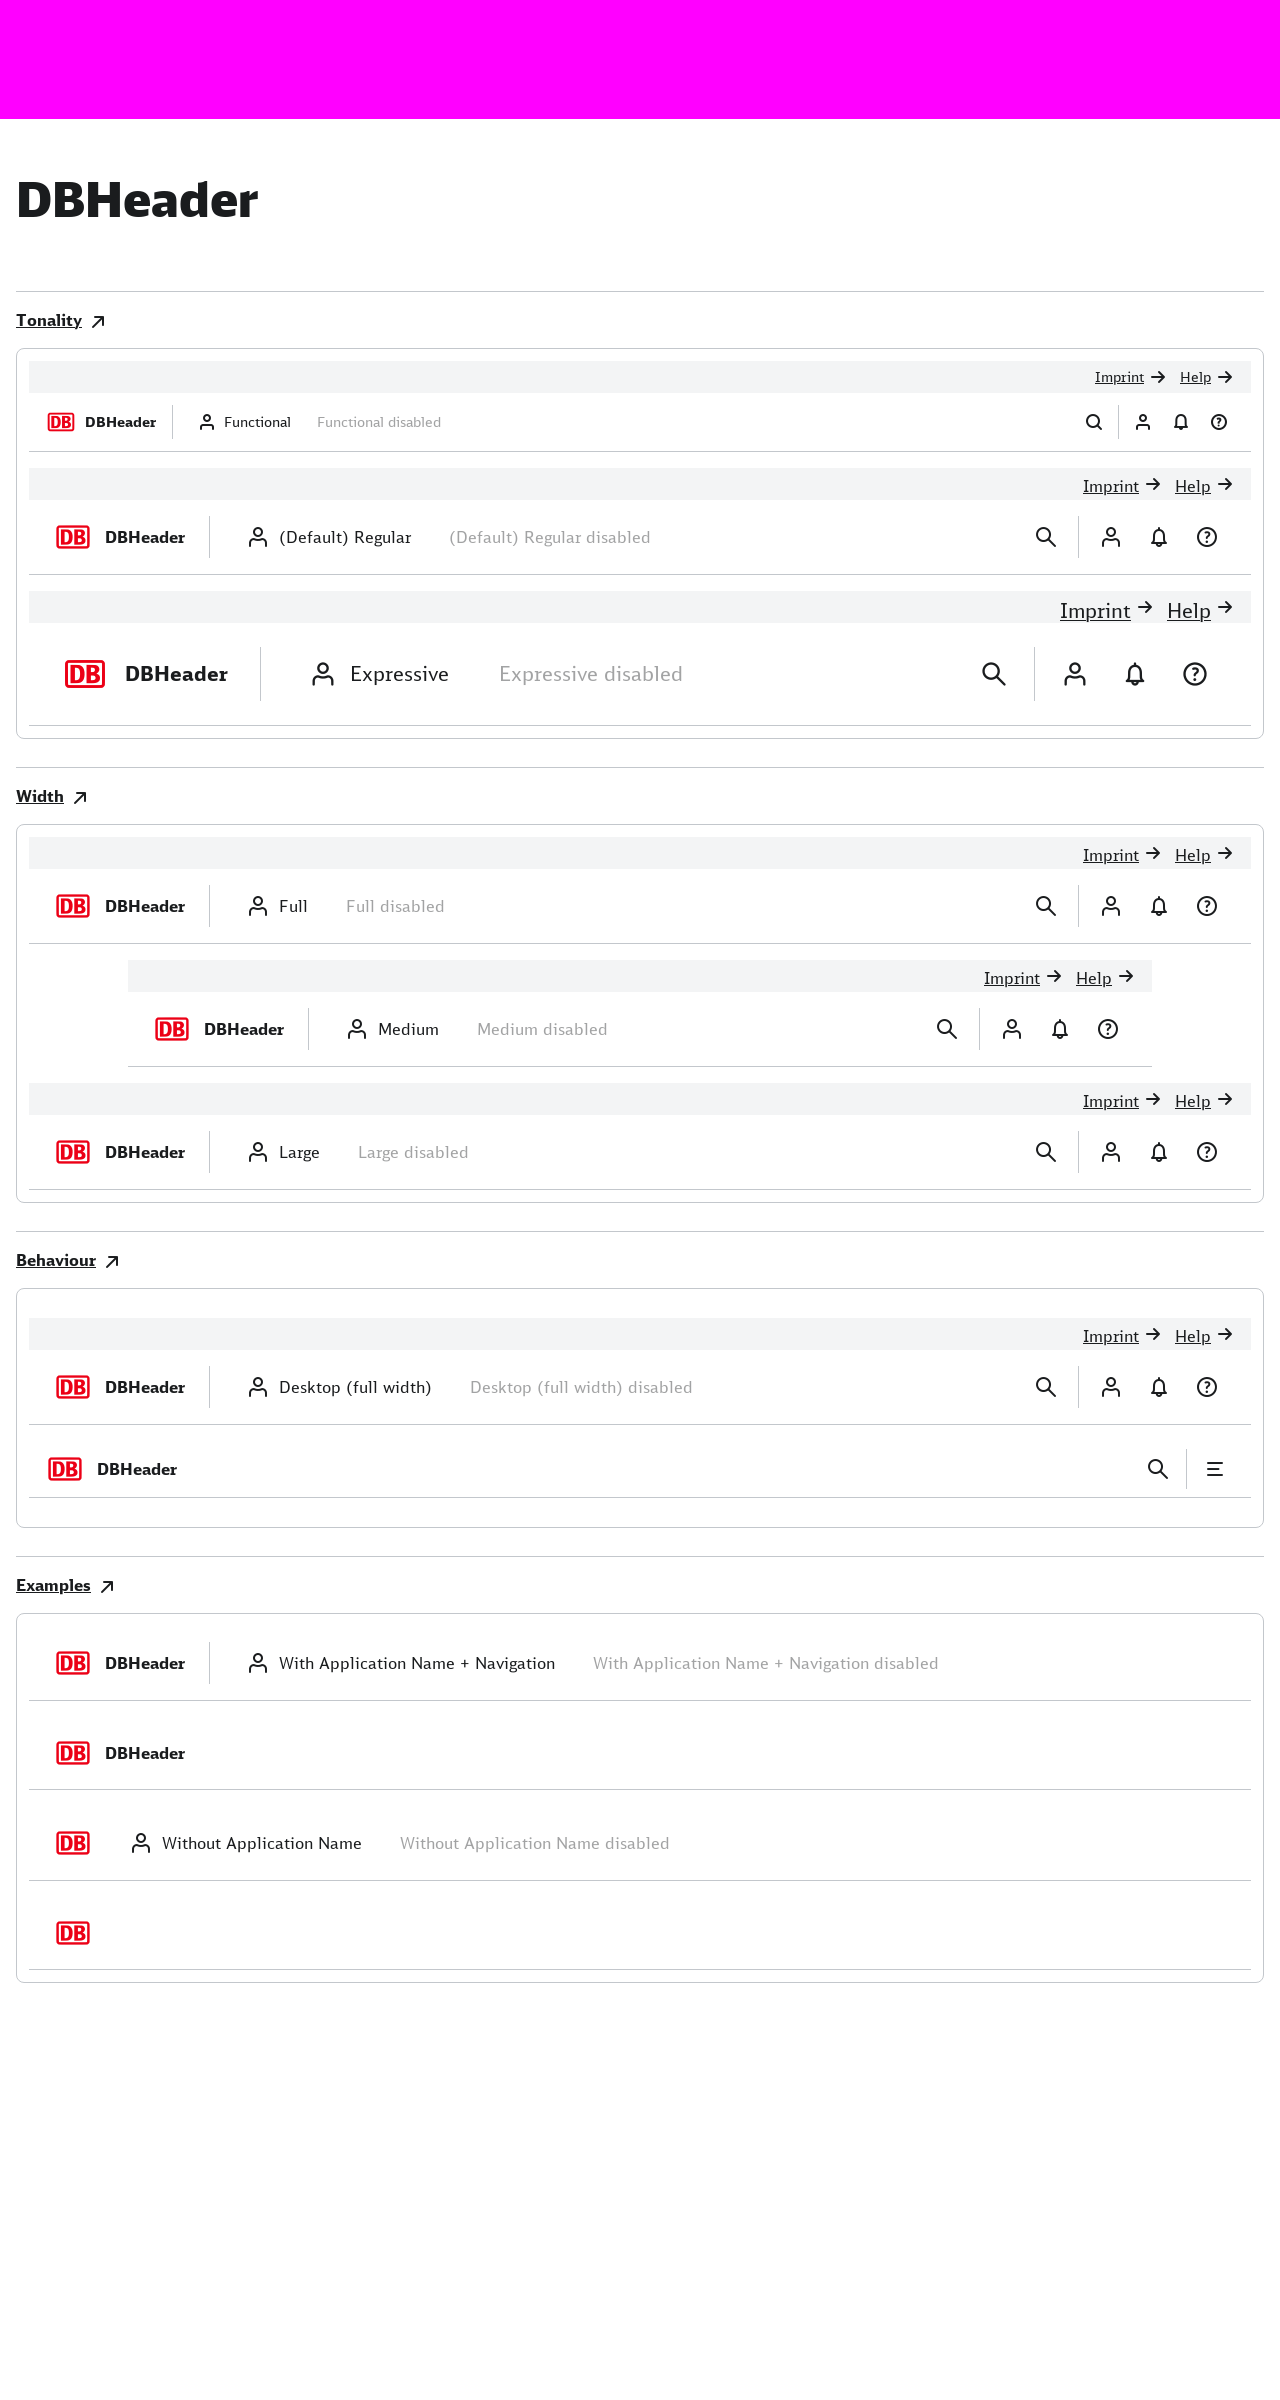 DBHeader
Tonality
Imprint Help
DB DBHeader Functional Functional disabled
Imprint Help
DB DBHeader (Default) Regular (Default) Regular disabled
Imprint Help
DB DBHeader Expressive Expressive disabled
Width
Imprint Help
DB DBHeader Full Full disabled
Imprint Help
DB DBHeader Medium Medium disabled
Imprint Help
DB DBHeader Large Large disabled
Behaviour
Imprint Help
DB DBHeader Desktop (full width) Desktop (full width) disabled
DB DBHeader
Examples
DB DBHeader With Application Name + Navigation With Application Name + Navigation disabled
DB DBHeader
DB Without Application Name Without Application Name disabled
DB